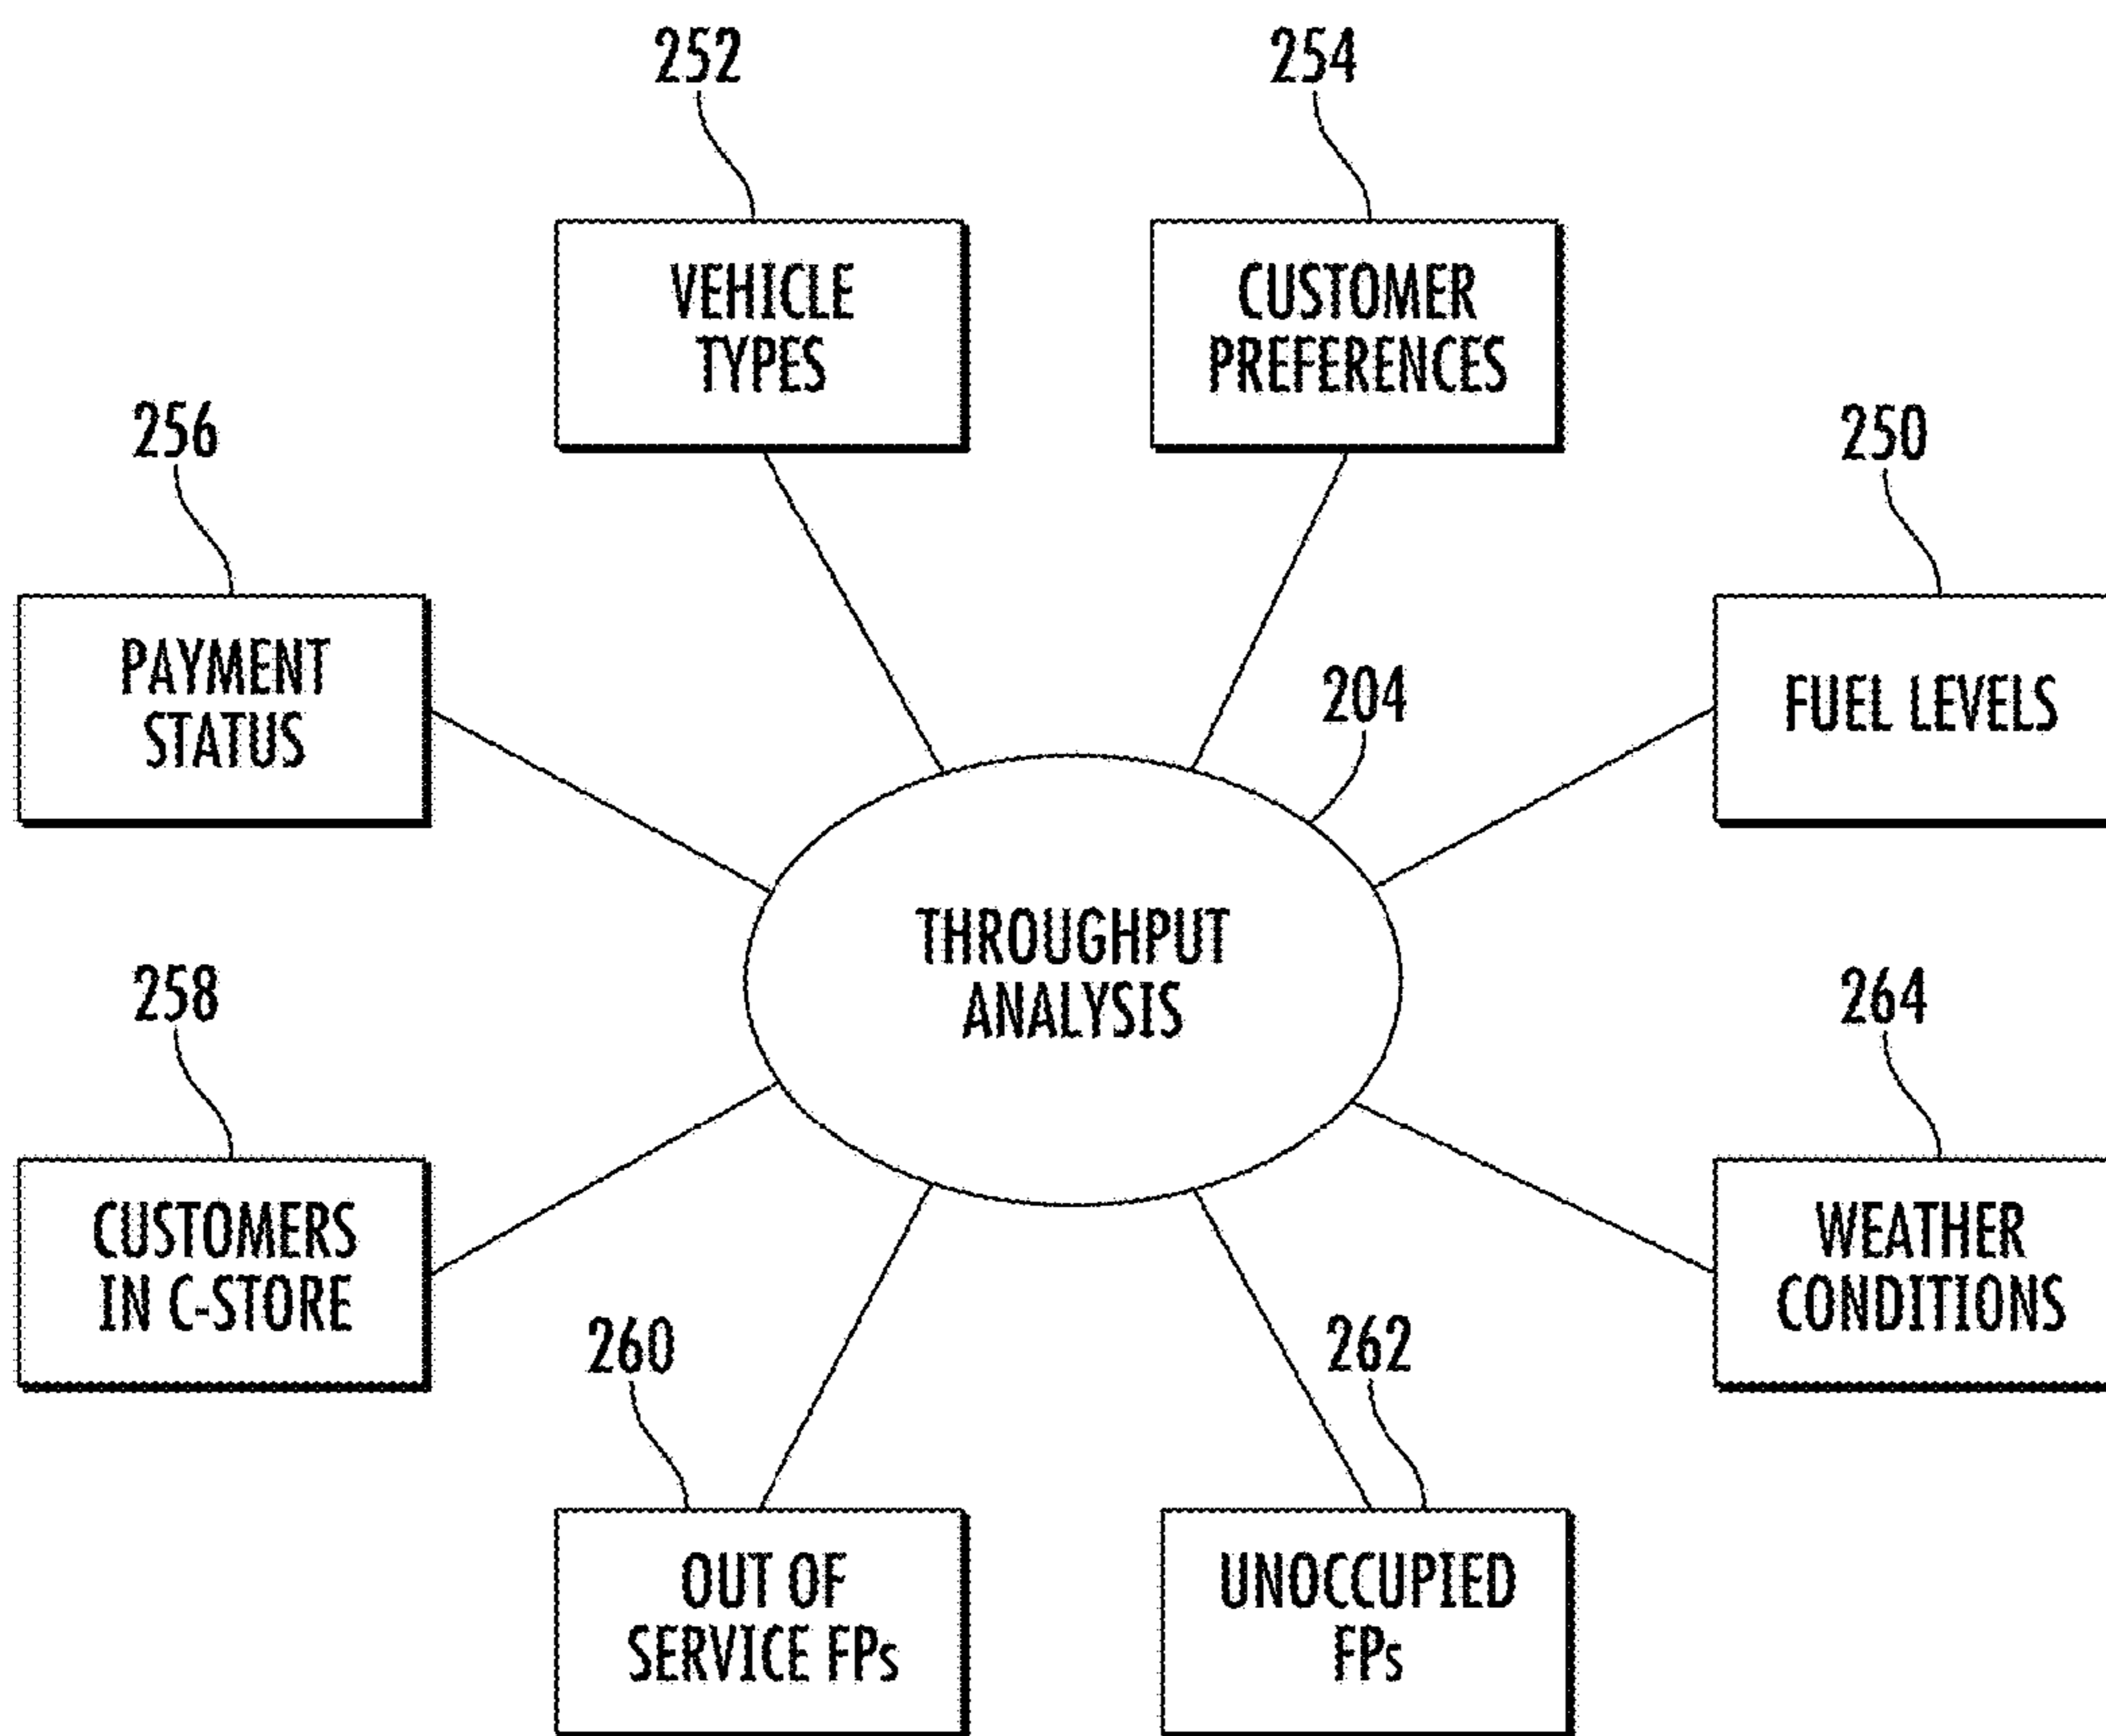 252
254
VEHICLE
TYPES
CUSTOMER
PREFERENCES
256
250
PAYMENT
STATUS
204
FUEL LEVELS
THROUGHPUT
ANALYSIS
258
264
CUSTOMERS
IN C-STORE
WEATHER
CONDITIONS
260
262
OUT OF
SERVICE FPs
UNOCCUPIED
FPs